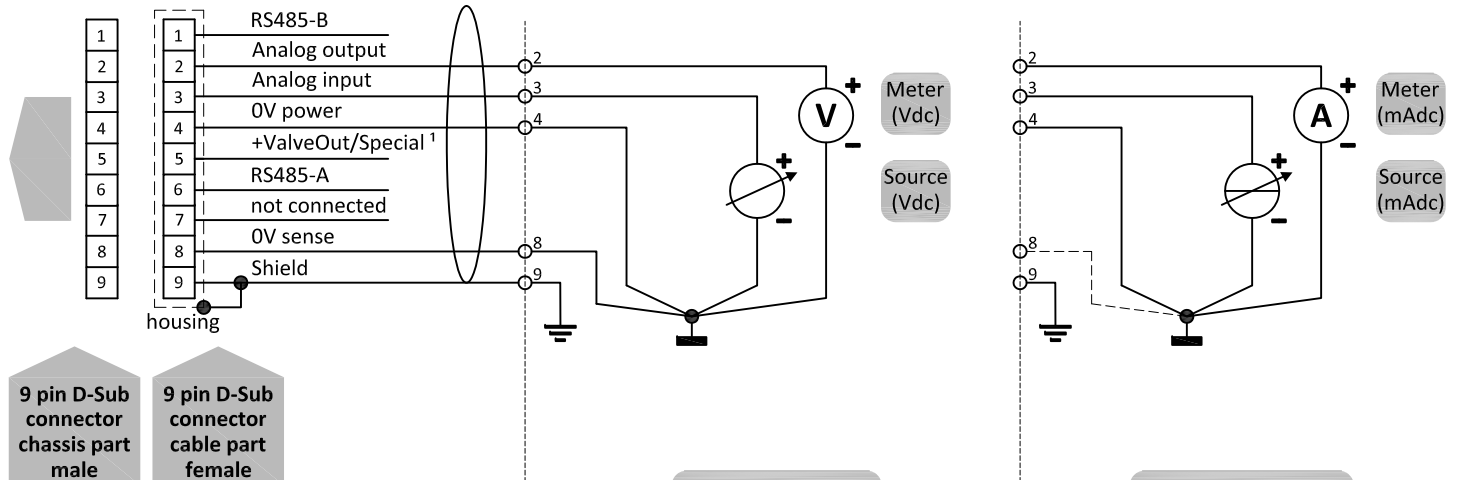 1 1 RS485-B
2 2 Analog output 2 2
3 3 Analog input 3 3
4 4 0V power 4 4
5 5 +ValveOut/Special ¹
6 6 RS485-A
7 7 not connected
8 8 0V sense 8 8
9 9 Shield 9 9
housing
+
V
−
+
−
Meter
(Vdc)
Source
(Vdc)
+
A
−
+
−
Meter
(mAdc)
Source
(mAdc)
9 pin D-Sub
connector
chassis part
male
9 pin D-Sub
connector
cable part
female